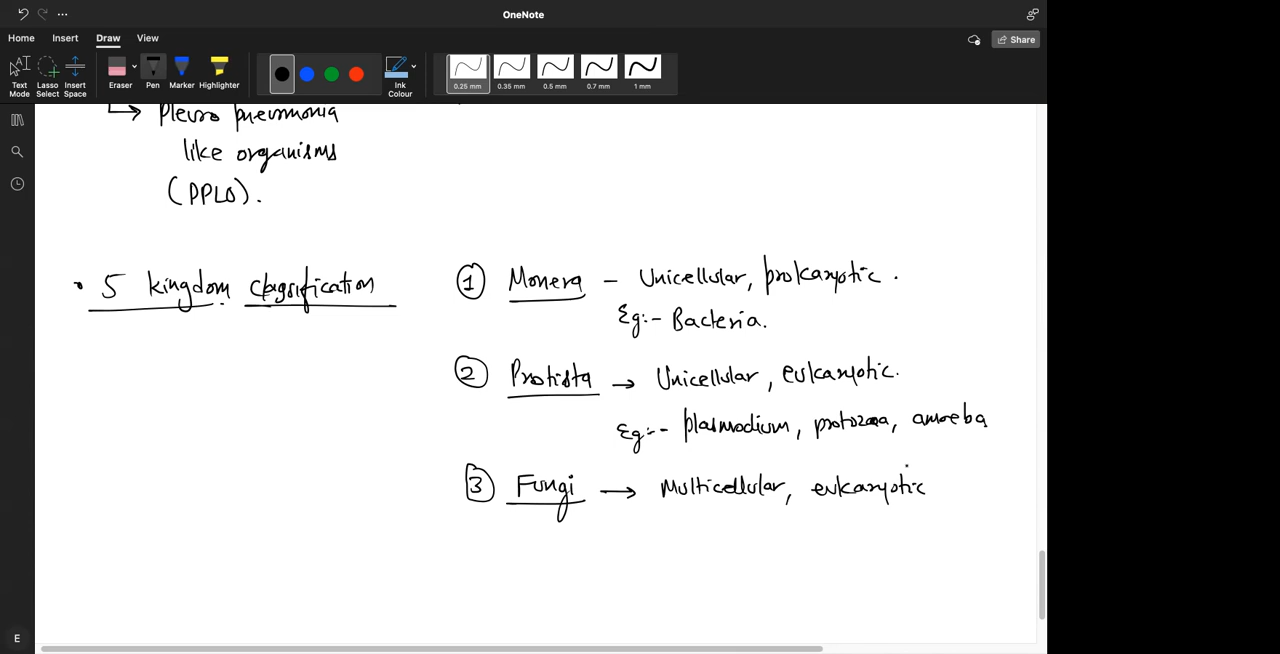 OneNote
Home Insert Draw View
Share
Text Mode
Lasso Select
Insert Space
Eraser
Pen
Marker
Highlighter
Ink Colour
0.25 mm
0.35 mm
0.5 mm
0.7 mm
1 mm
↳ Pleuro pneumonia
like organisms
(PPLO).
• 5 kingdom classification
① Monera – Unicellular, prokaryotic.
Eg:- Bacteria.
② Protista → Unicellular, eukaryotic.
Eg:- plasmodium, protozoa, amoeba
③ Fungi → Multicellular, eukaryotic
E